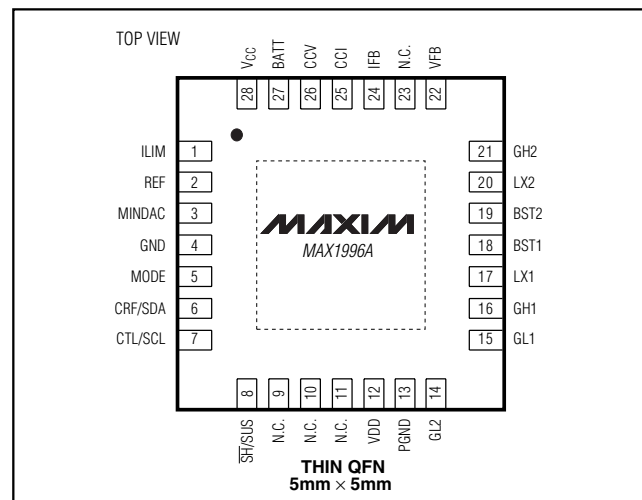 TOP VIEW
VCC
BATT
CCV
CCI
IFB
N.C.
VFB
28
27
26
25
24
23
22
ILIM 1
REF 2
MINDAC 3
GND 4
MODE 5
CRF/SDA 6
CTL/SCL 7
MAXIM
MAX1996A
21 GH2
20 LX2
19 BST2
18 BST1
17 LX1
16 GH1
15 GL1
8
9
10
11
12
13
14
SH/SUS
N.C.
N.C.
N.C.
VDD
PGND
GL2
THIN QFN
5mm × 5mm